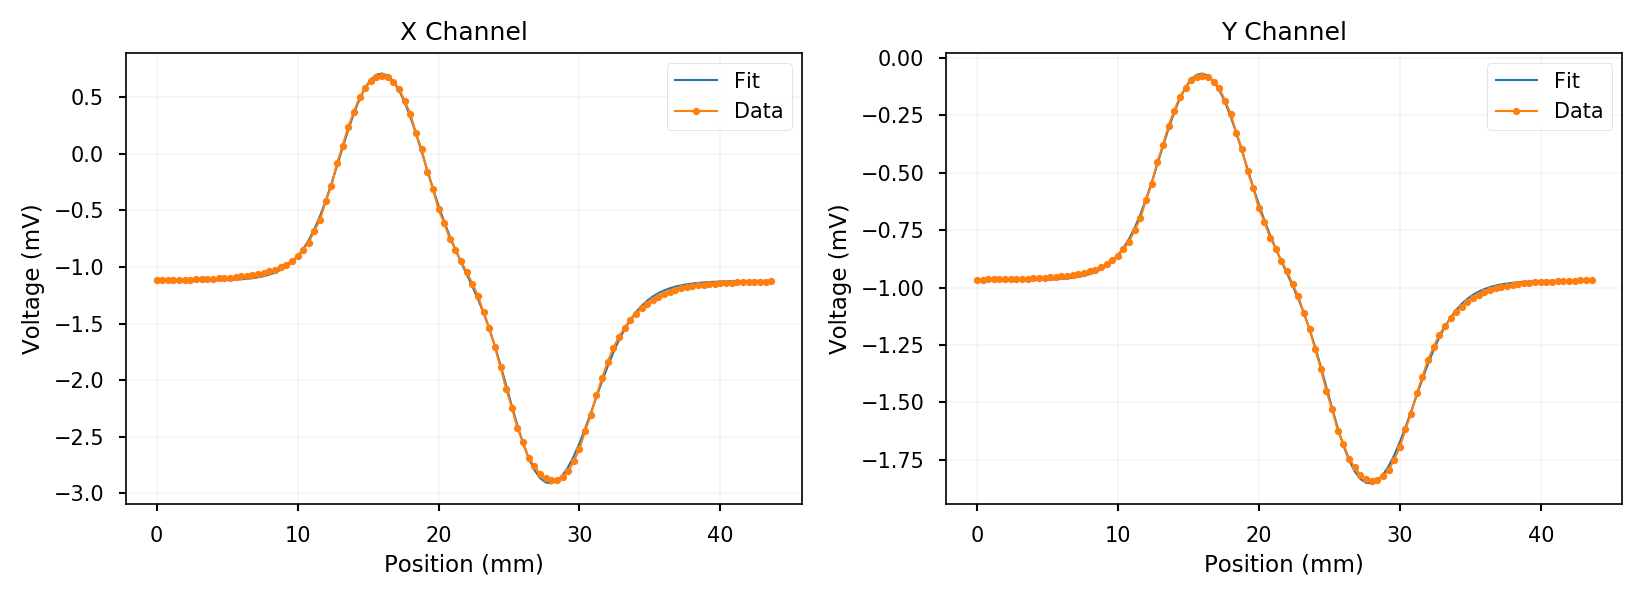 X Channel
Voltage (mV)
0.5
0.0
−0.5
−1.0
−1.5
−2.0
−2.5
−3.0
0 10 20 30 40
Position (mm)
Fit
Data
Y Channel
Voltage (mV)
0.00
−0.25
−0.50
−0.75
−1.00
−1.25
−1.50
−1.75
0 10 20 30 40
Position (mm)
Fit
Data